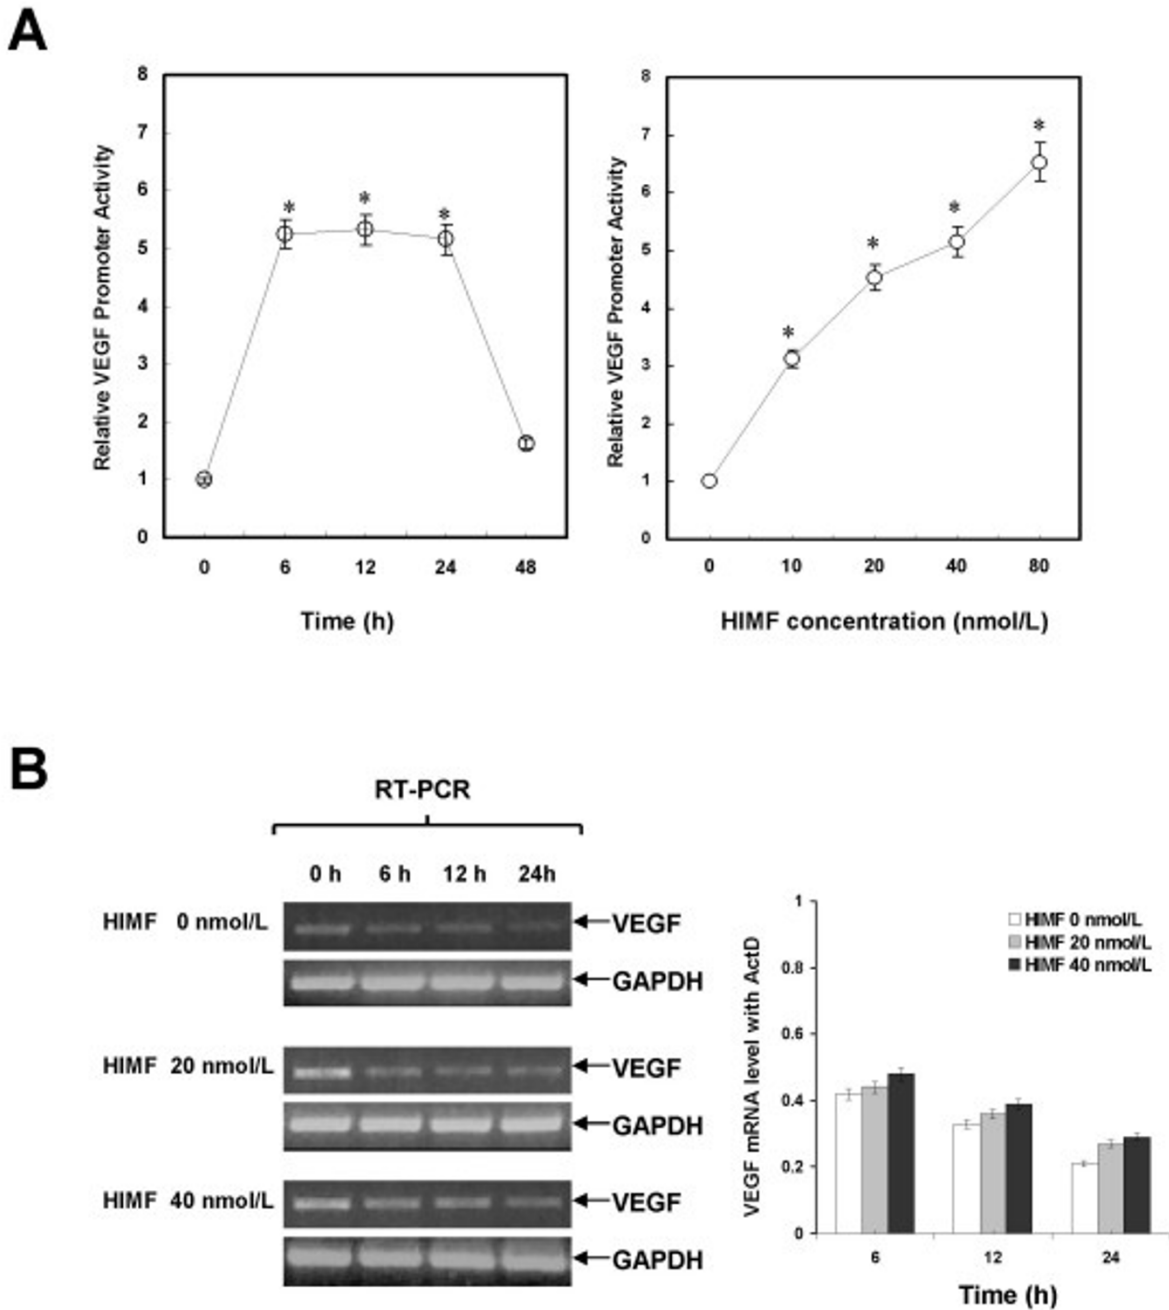 A
Relative VEGF Promoter Activity
8
7
6
5
4
3
2
1
0
* * *
0 6 12 24 48
Time (h)
Relative VEGF Promoter Activity
8
7
6
5
4
3
2
1
0
* * * *
0 10 20 40 80
HIMF concentration (nmol/L)
B
RT-PCR
0 h 6 h 12 h 24h
HIMF 0 nmol/L VEGF
GAPDH
HIMF 20 nmol/L VEGF
GAPDH
HIMF 40 nmol/L VEGF
GAPDH
VEGF mRNA level with ActD
1
0.8
0.6
0.4
0.2
0
HIMF 0 nmol/L
HIMF 20 nmol/L
HIMF 40 nmol/L
6 12 24
Time (h)